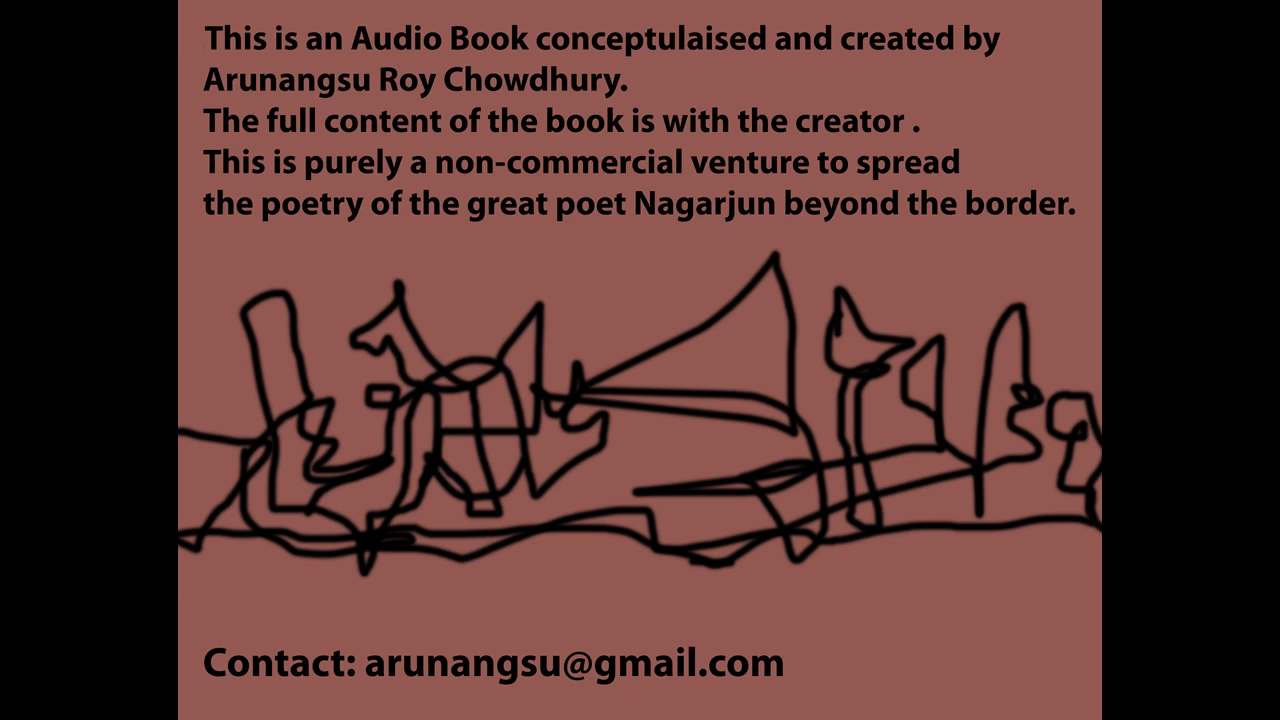 This is an Audio Book conceptulaised and created by
Arunangsu Roy Chowdhury.
The full content of the book is with the creator .
This is purely a non-commercial venture to spread
the poetry of the great poet Nagarjun beyond the border.
Contact: arunangsu@gmail.com